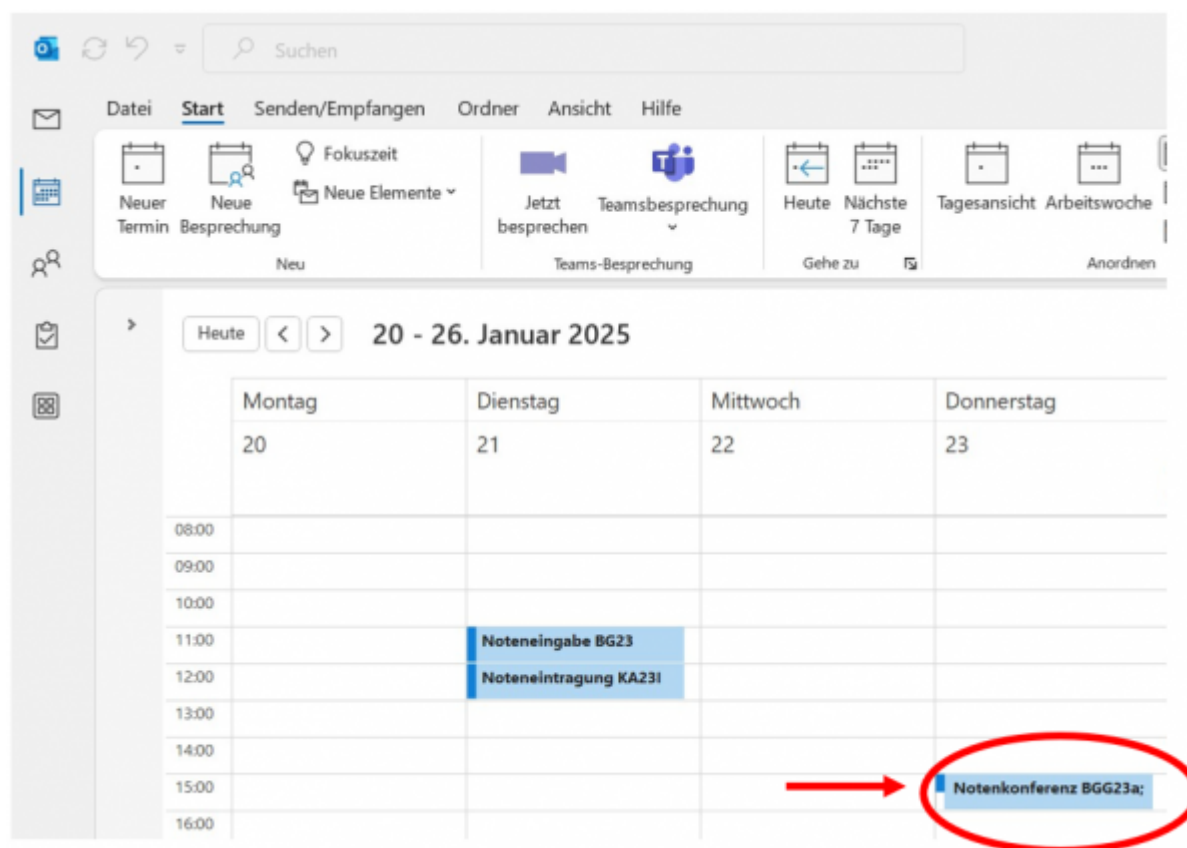 Suchen
Datei Start Senden/Empfangen Ordner Ansicht Hilfe
Neuer Termin
Neue Besprechung
Fokuszeit
Neue Elemente
Neu
Jetzt besprechen
Teamsbesprechung
Teams-Besprechung
Heute
Nächste 7 Tage
Gehe zu
Tagesansicht
Arbeitswoche
Anordnen
Heute
20 - 26. Januar 2025
Montag Dienstag Mittwoch Donnerstag
20 21 22 23
08:00
09:00
10:00
11:00 Noteneingabe BG23
12:00 Noteneintragung KA23I
13:00
14:00
15:00 Notenkonferenz BGG23a;
16:00